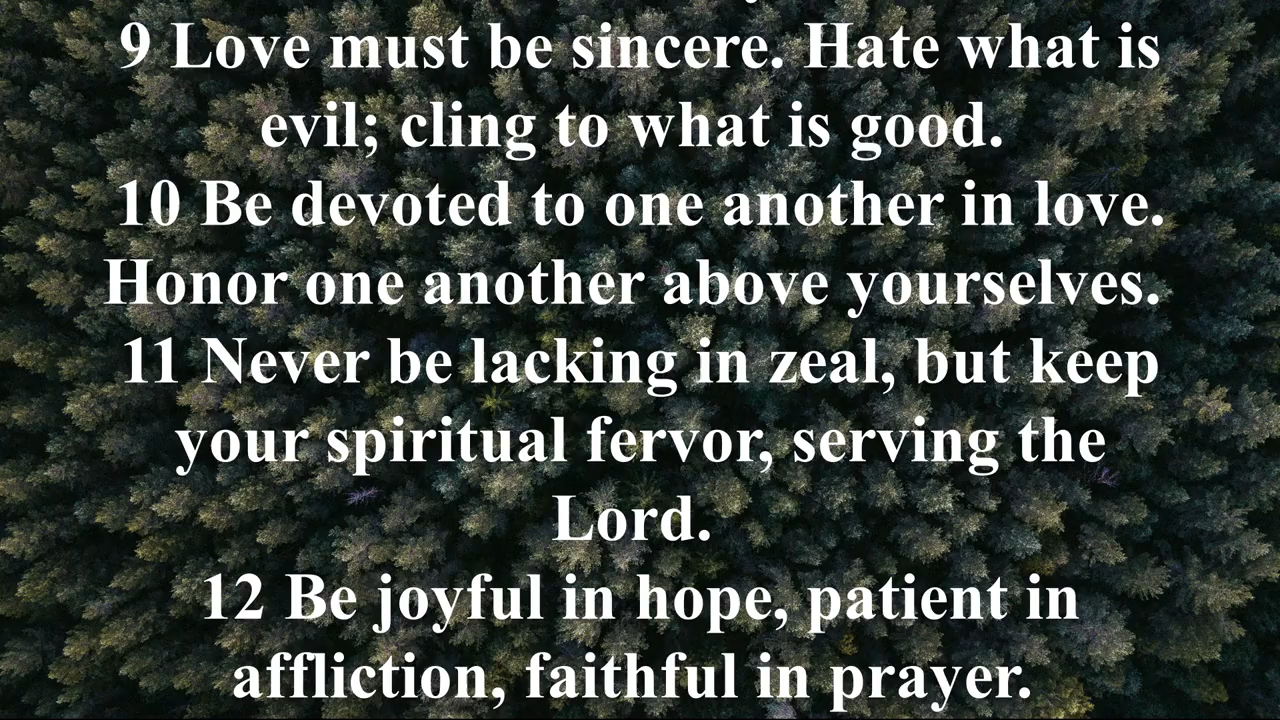 9 Love must be sincere. Hate what is
evil; cling to what is good.
10 Be devoted to one another in love.
Honor one another above yourselves.
11 Never be lacking in zeal, but keep
your spiritual fervor, serving the
Lord.
12 Be joyful in hope, patient in
affliction, faithful in prayer.